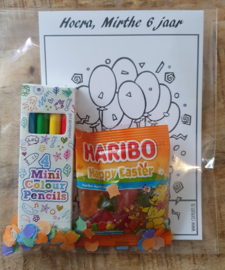 Hoera, Mirthe 6 jaar
4
Mini
Colour
Pencils
HARIBO
Happy Easter